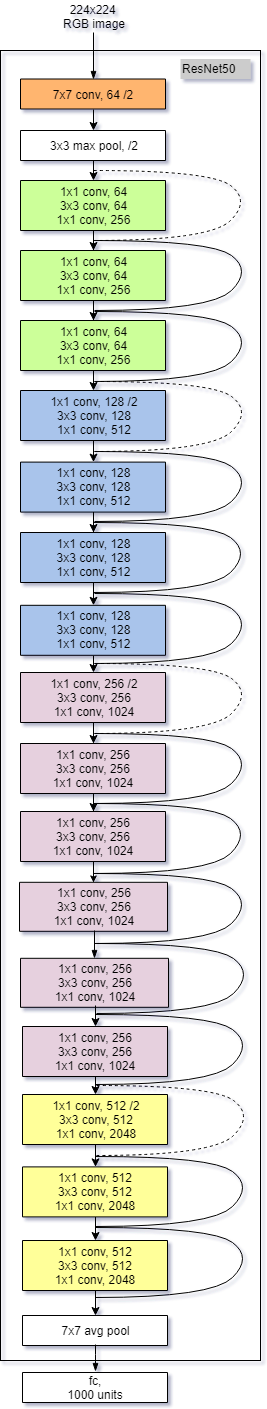 224x224
RGB image
ResNet50
7x7 conv, 64 /2
3x3 max pool, /2
1x1 conv, 64
3x3 conv, 64
1x1 conv, 256
1x1 conv, 64
3x3 conv, 64
1x1 conv, 256
1x1 conv, 64
3x3 conv, 64
1x1 conv, 256
1x1 conv, 128 /2
3x3 conv, 128
1x1 conv, 512
1x1 conv, 128
3x3 conv, 128
1x1 conv, 512
1x1 conv, 128
3x3 conv, 128
1x1 conv, 512
1x1 conv, 128
3x3 conv, 128
1x1 conv, 512
1x1 conv, 256 /2
3x3 conv, 256
1x1 conv, 1024
1x1 conv, 256
3x3 conv, 256
1x1 conv, 1024
1x1 conv, 256
3x3 conv, 256
1x1 conv, 1024
1x1 conv, 256
3x3 conv, 256
1x1 conv, 1024
1x1 conv, 256
3x3 conv, 256
1x1 conv, 1024
1x1 conv, 256
3x3 conv, 256
1x1 conv, 1024
1x1 conv, 512 /2
3x3 conv, 512
1x1 conv, 2048
1x1 conv, 512
3x3 conv, 512
1x1 conv, 2048
1x1 conv, 512
3x3 conv, 512
1x1 conv, 2048
7x7 avg pool
fc,
1000 units